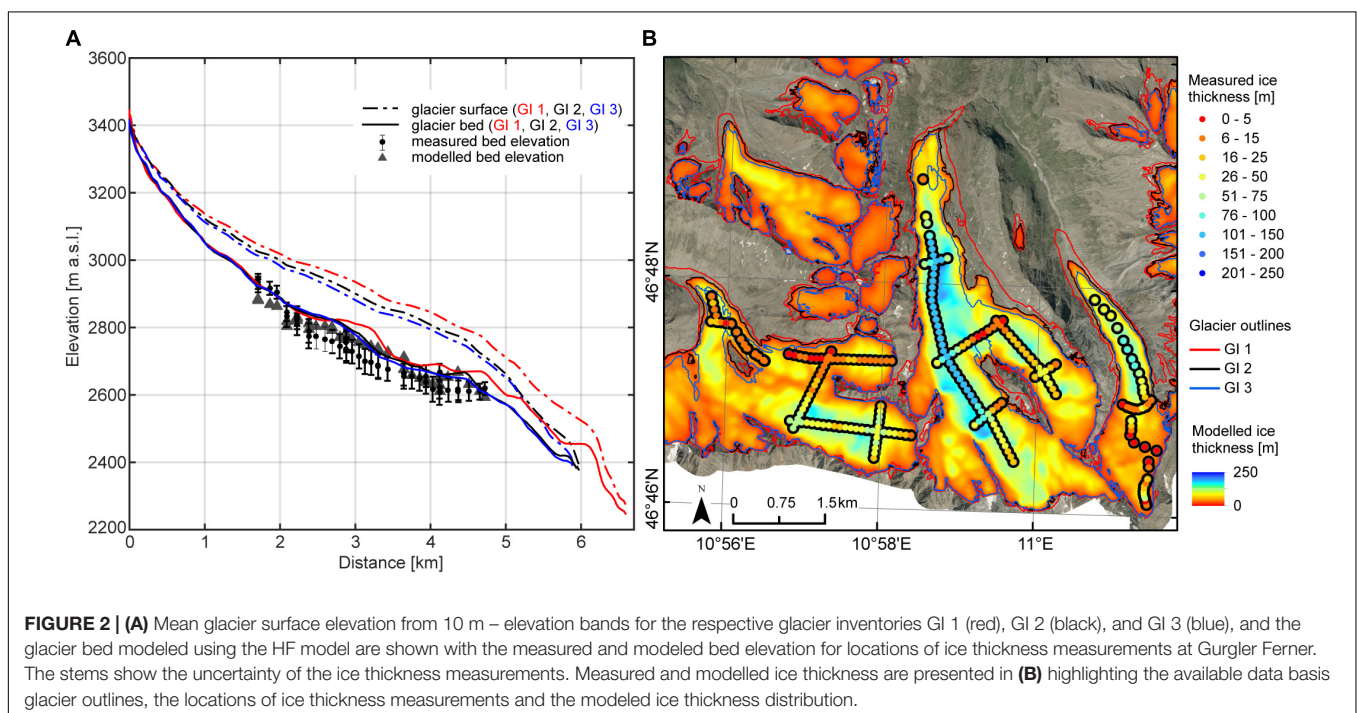 A
3600
3400
3200
3000
2800
2600
2400
2200
Elevation [m a.s.l.]
0 1 2 3 4 5 6
Distance [km]
glacier surface (GI 1, GI 2, GI 3)
glacier bed (GI 1, GI 2, GI 3)
measured bed elevation
modelled bed elevation
B
46°48'N
46°46'N
N
0 0.75 1.5km
10°56'E 10°58'E 11°E
Measured ice
thickness [m]
0 - 5
6 - 15
16 - 25
26 - 50
51 - 75
76 - 100
101 - 150
151 - 200
201 - 250
Glacier outlines
GI 1
GI 2
GI 3
Modelled ice
thickness [m]
250
0
FIGURE 2 | (A) Mean glacier surface elevation from 10 m – elevation bands for the respective glacier inventories GI 1 (red), GI 2 (black), and GI 3 (blue), and the
glacier bed modeled using the HF model are shown with the measured and modeled bed elevation for locations of ice thickness measurements at Gurgler Ferner.
The stems show the uncertainty of the ice thickness measurements. Measured and modelled ice thickness are presented in (B) highlighting the available data basis
glacier outlines, the locations of ice thickness measurements and the modeled ice thickness distribution.